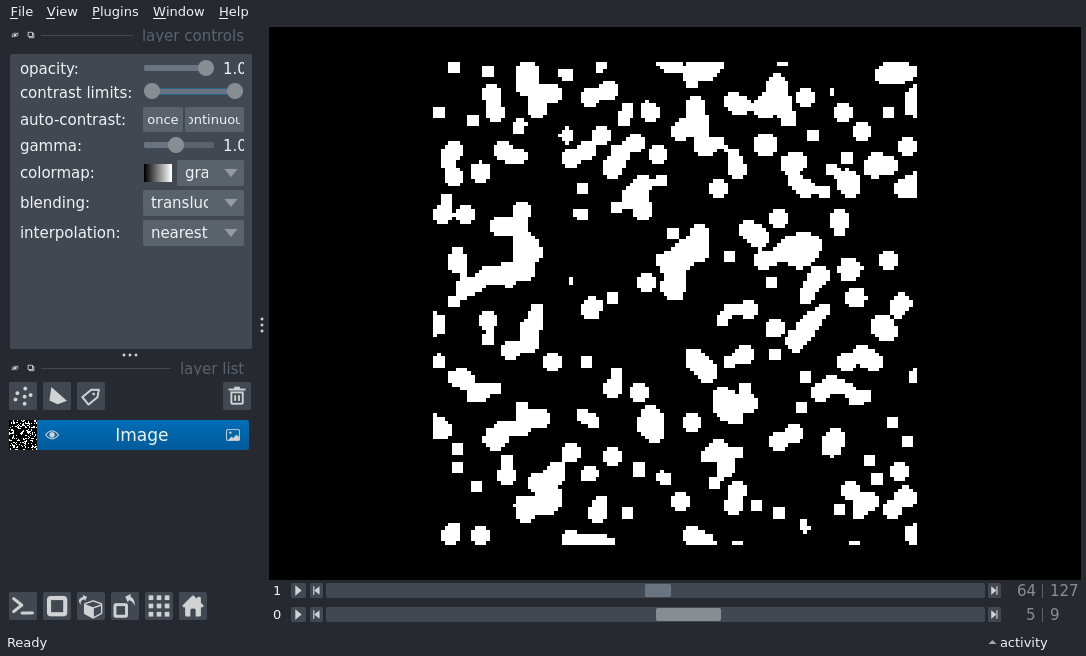 File View Plugins Window Help
layer controls
opacity: 1.0
contrast limits:
auto-contrast: once ontinuou
gamma: 1.0
colormap: gra
blending: transluc
interpolation: nearest
layer list
Image
1 64 127
0 5 9
Ready activity